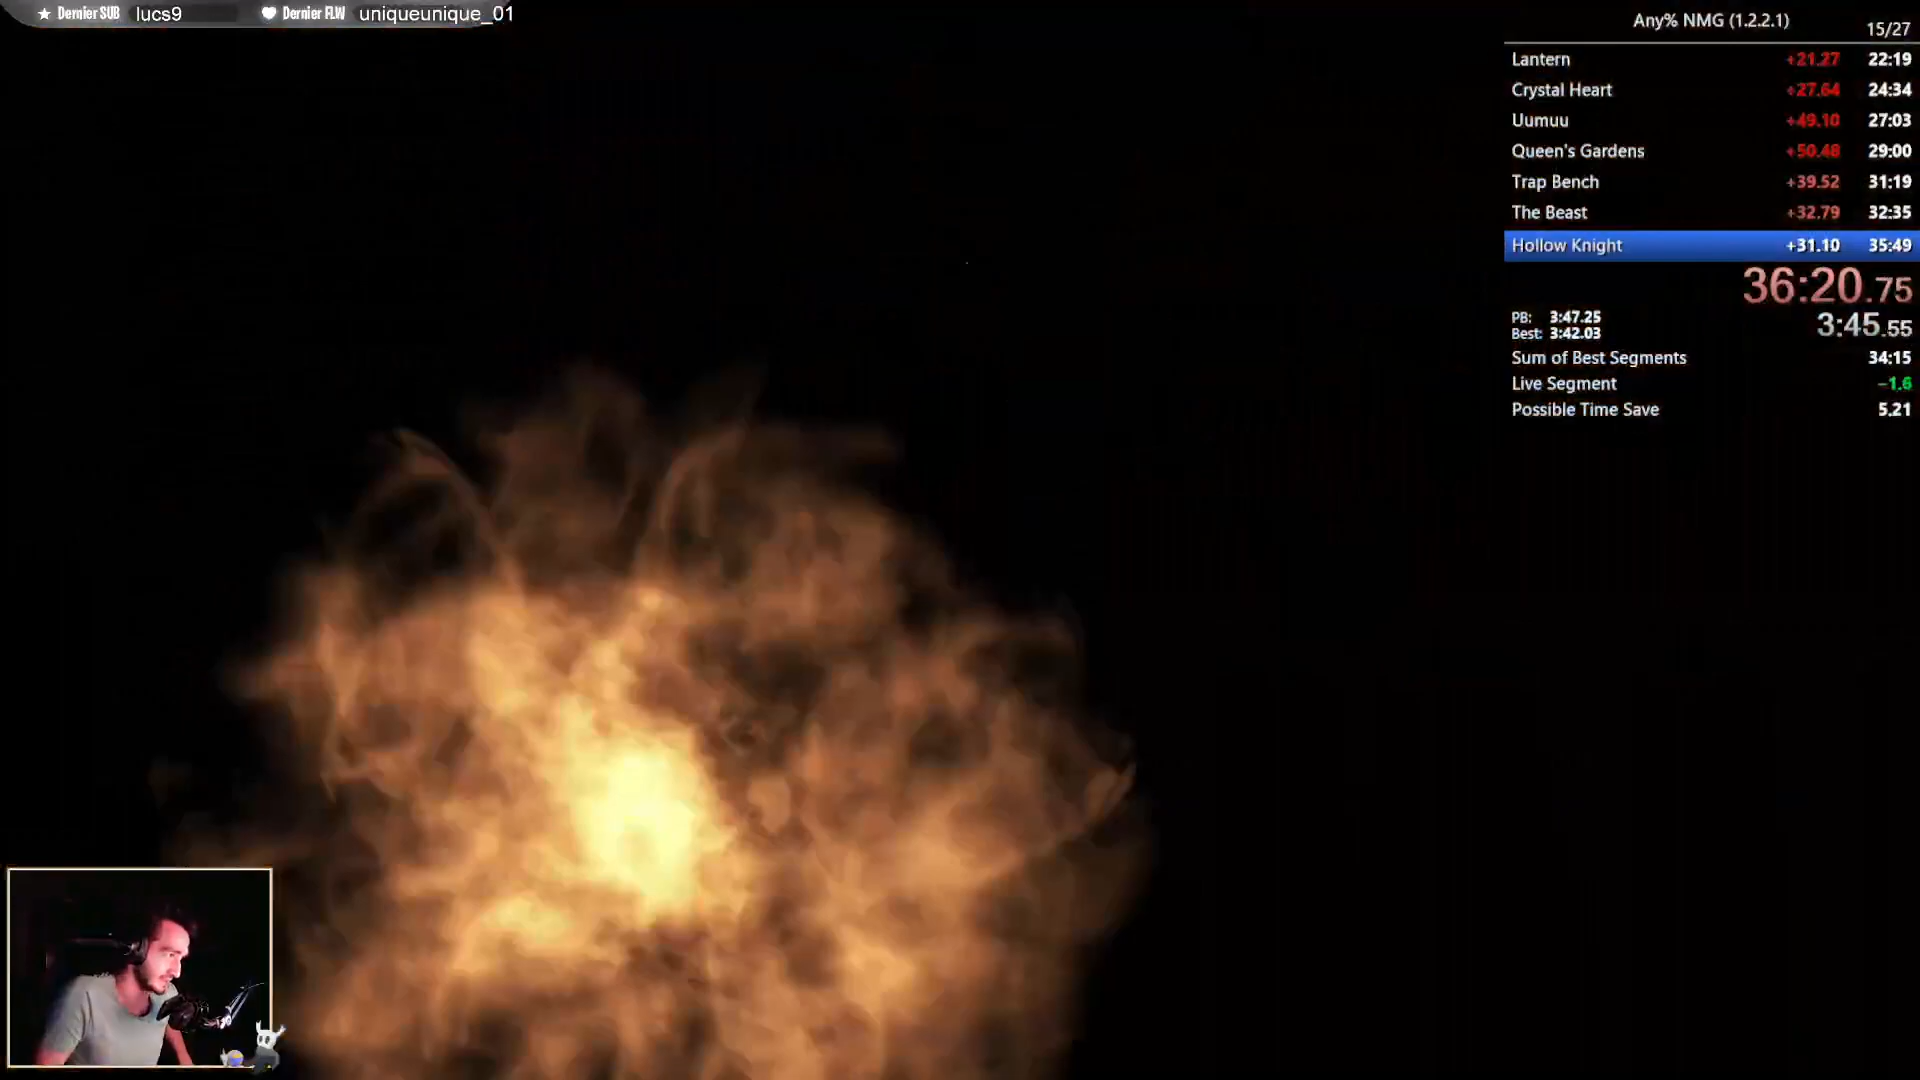 ★ Dernier SUB lucs9 ♥ Dernier FLW uniqueunique_01
Any% NMG (1.2.2.1) 15/27
Lantern +21.27 22:19
Crystal Heart +27.64 24:34
Uumuu +49.10 27:03
Queen's Gardens +50.48 29:00
Trap Bench +39.52 31:19
The Beast +32.79 32:35
Hollow Knight +31.10 35:49
36:20.75
PB: 3:47.25 3:45.55
Best: 3:42.03
Sum of Best Segments 34:15
Live Segment −1.6
Possible Time Save 5.21